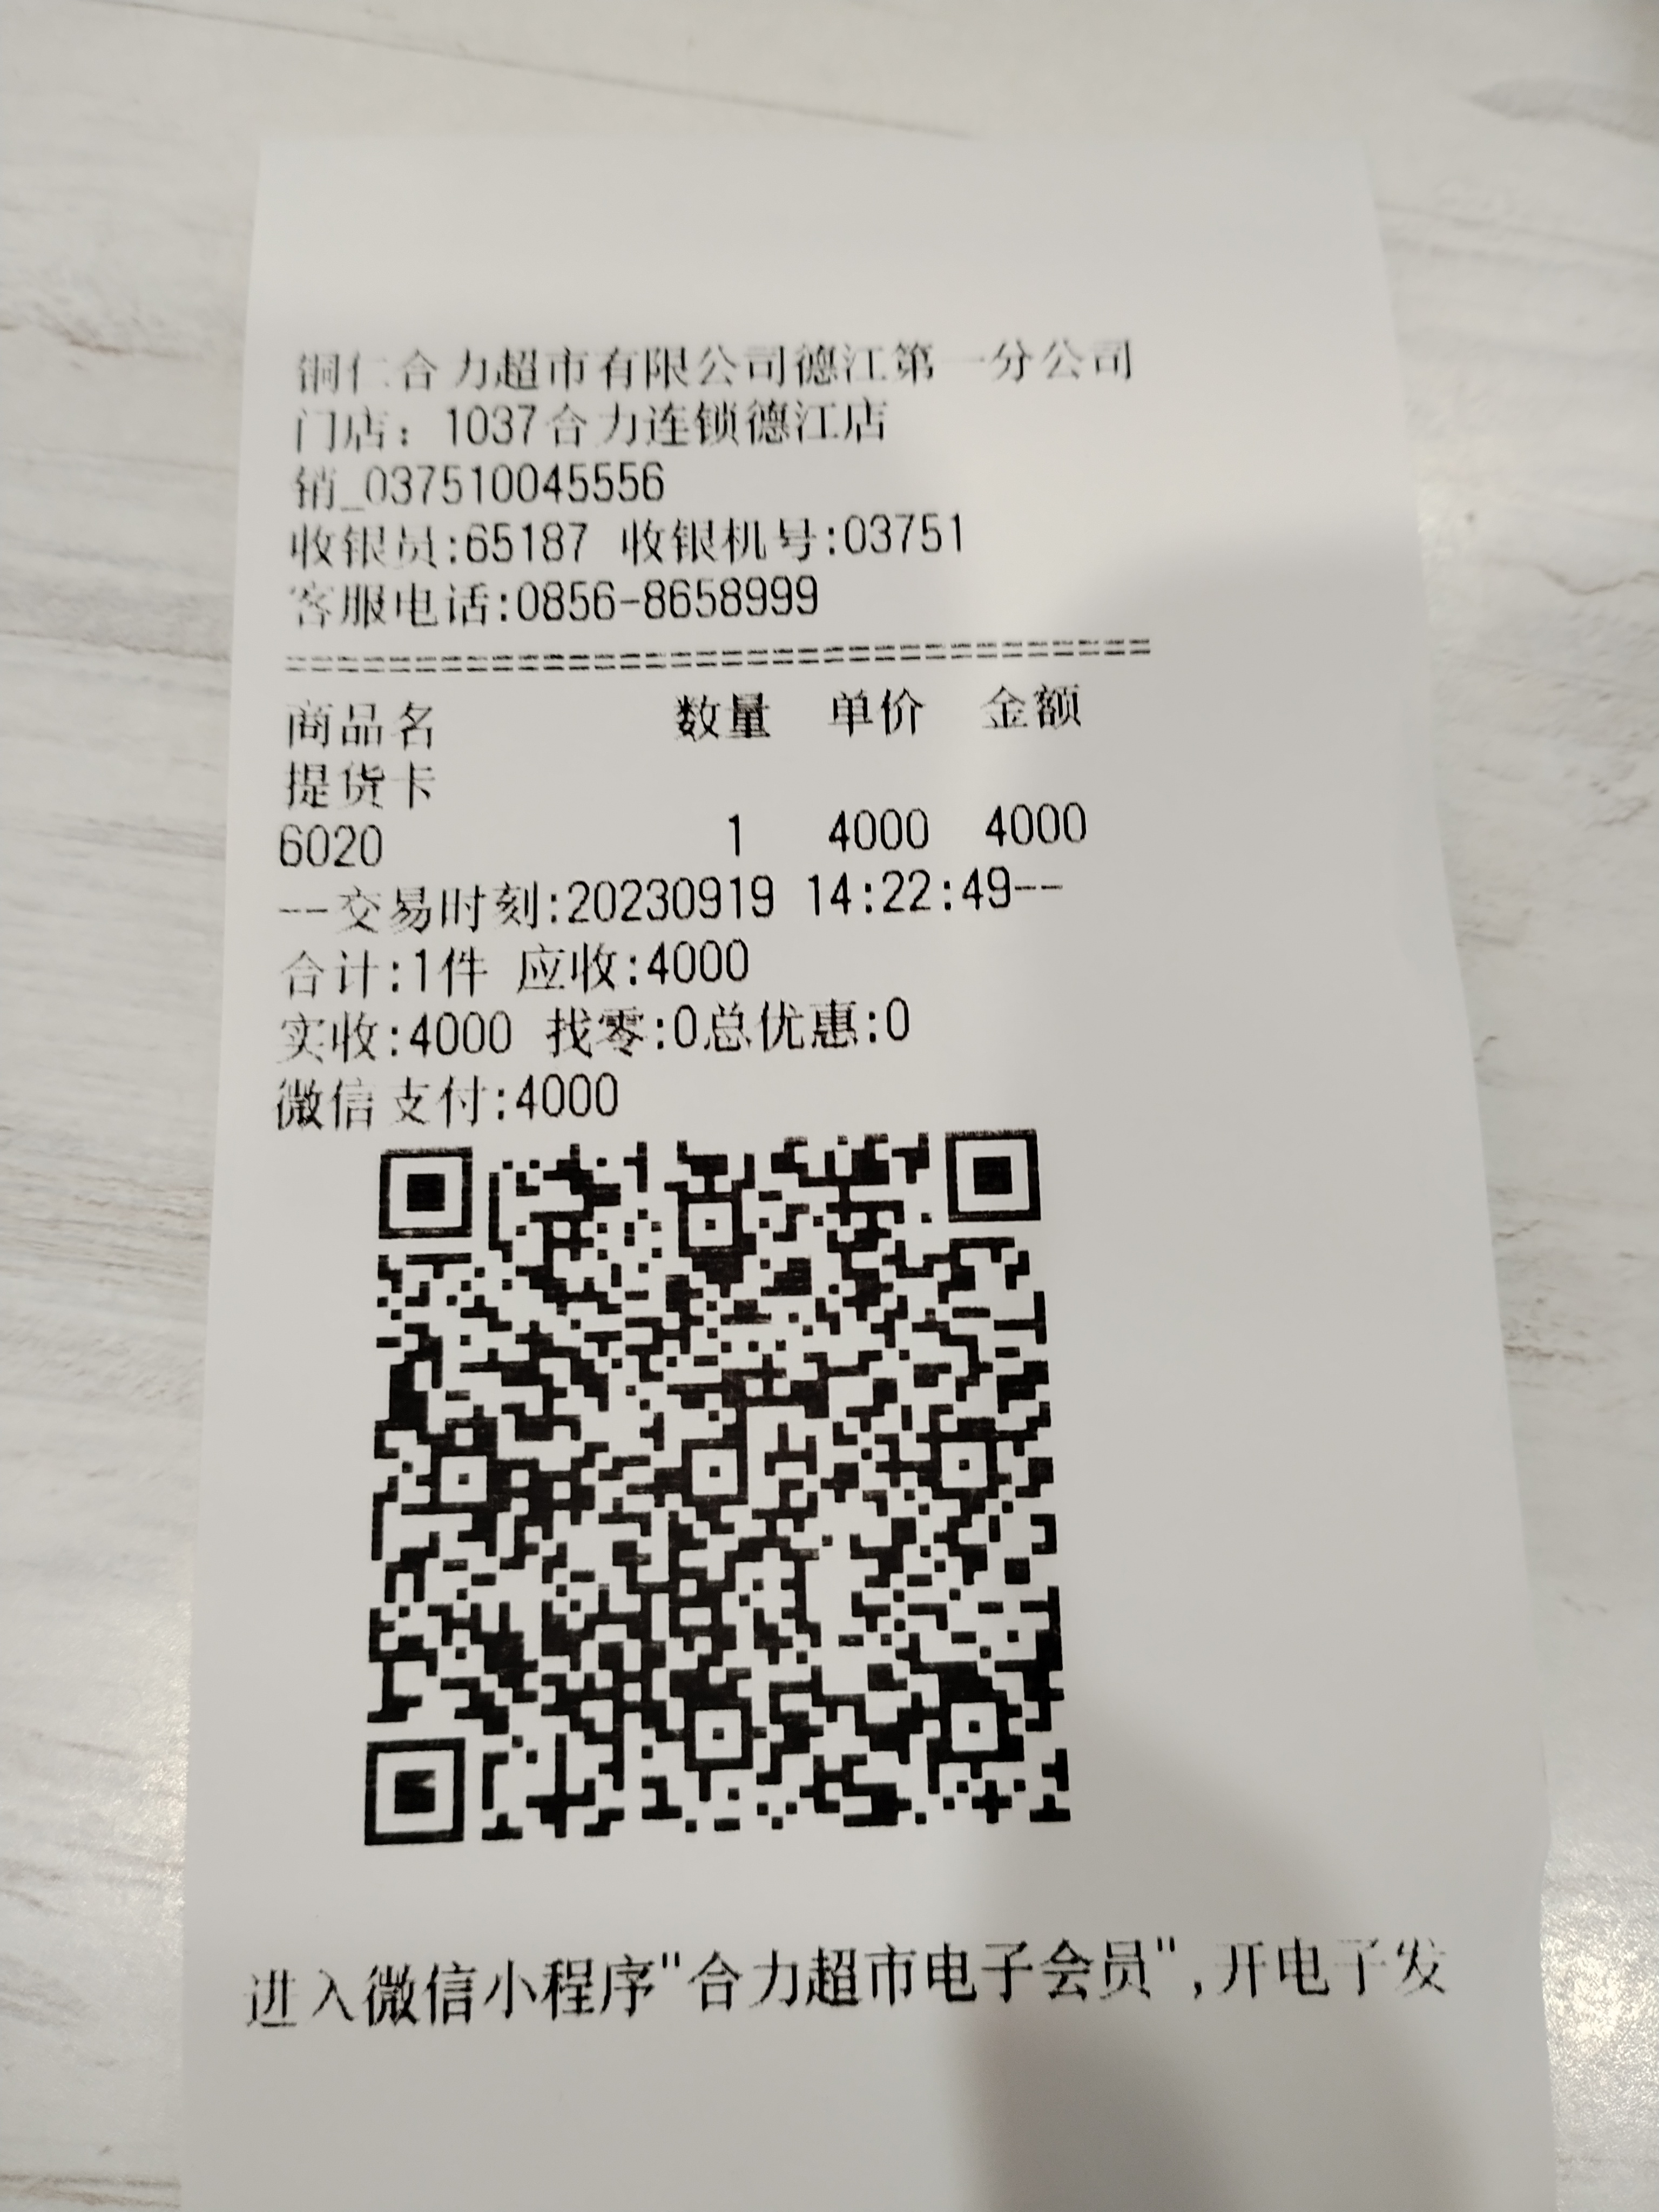 铜仁合力超市有限公司德江第一分公司
门店：1037合力连锁德江店
销_037510045556
收银员:65187 收银机号:03751
客服电话:0856-8658999
==================================
商品名 数量 单价 金额
提货卡
6020 1 4000 4000
--交易时刻:20230919 14:22:49--
合计:1件 应收:4000
实收:4000 找零:0总优惠:0
微信支付:4000
进入微信小程序"合力超市电子会员",开电子发